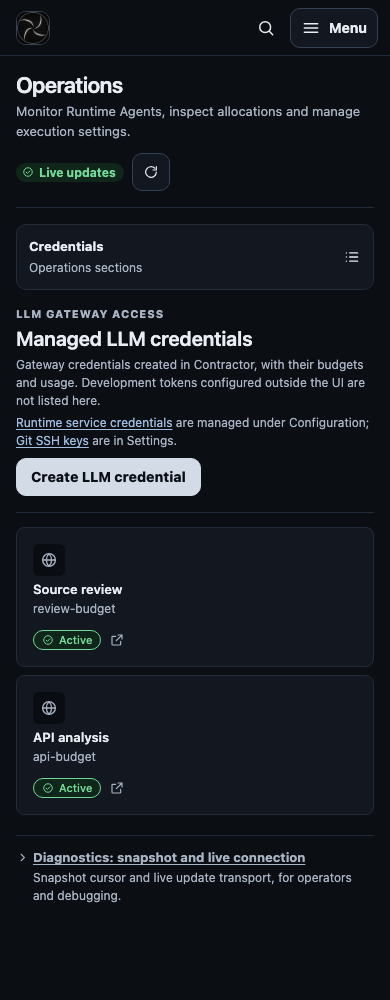 Menu
Operations
Monitor Runtime Agents, inspect allocations and manage
execution settings.
Live updates
Credentials
Operations sections
LLM GATEWAY ACCESS
Managed LLM credentials
Gateway credentials created in Contractor, with their budgets
and usage. Development tokens configured outside the UI are
not listed here.
Runtime service credentials are managed under Configuration;
Git SSH keys are in Settings.
Create LLM credential
Source review
review-budget
Active
API analysis
api-budget
Active
Diagnostics: snapshot and live connection
Snapshot cursor and live update transport, for operators
and debugging.